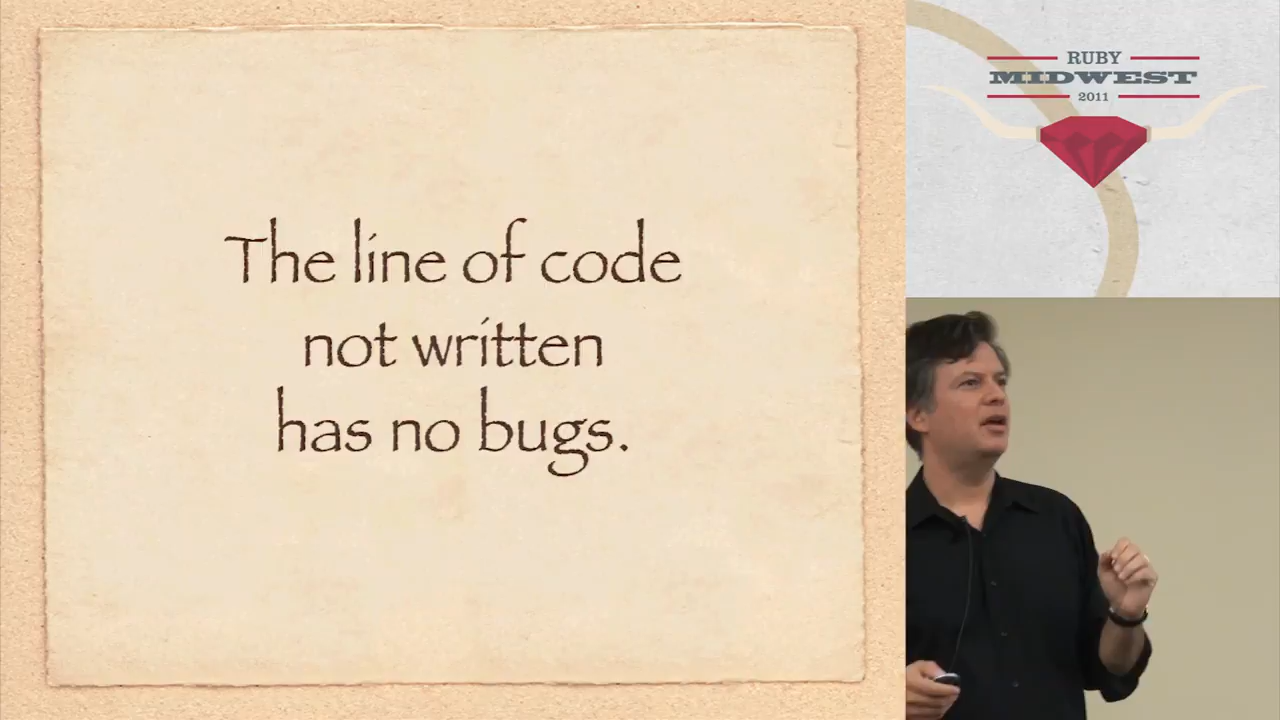 The line of code
not written
has no bugs.
RUBY
MIDWEST
2011